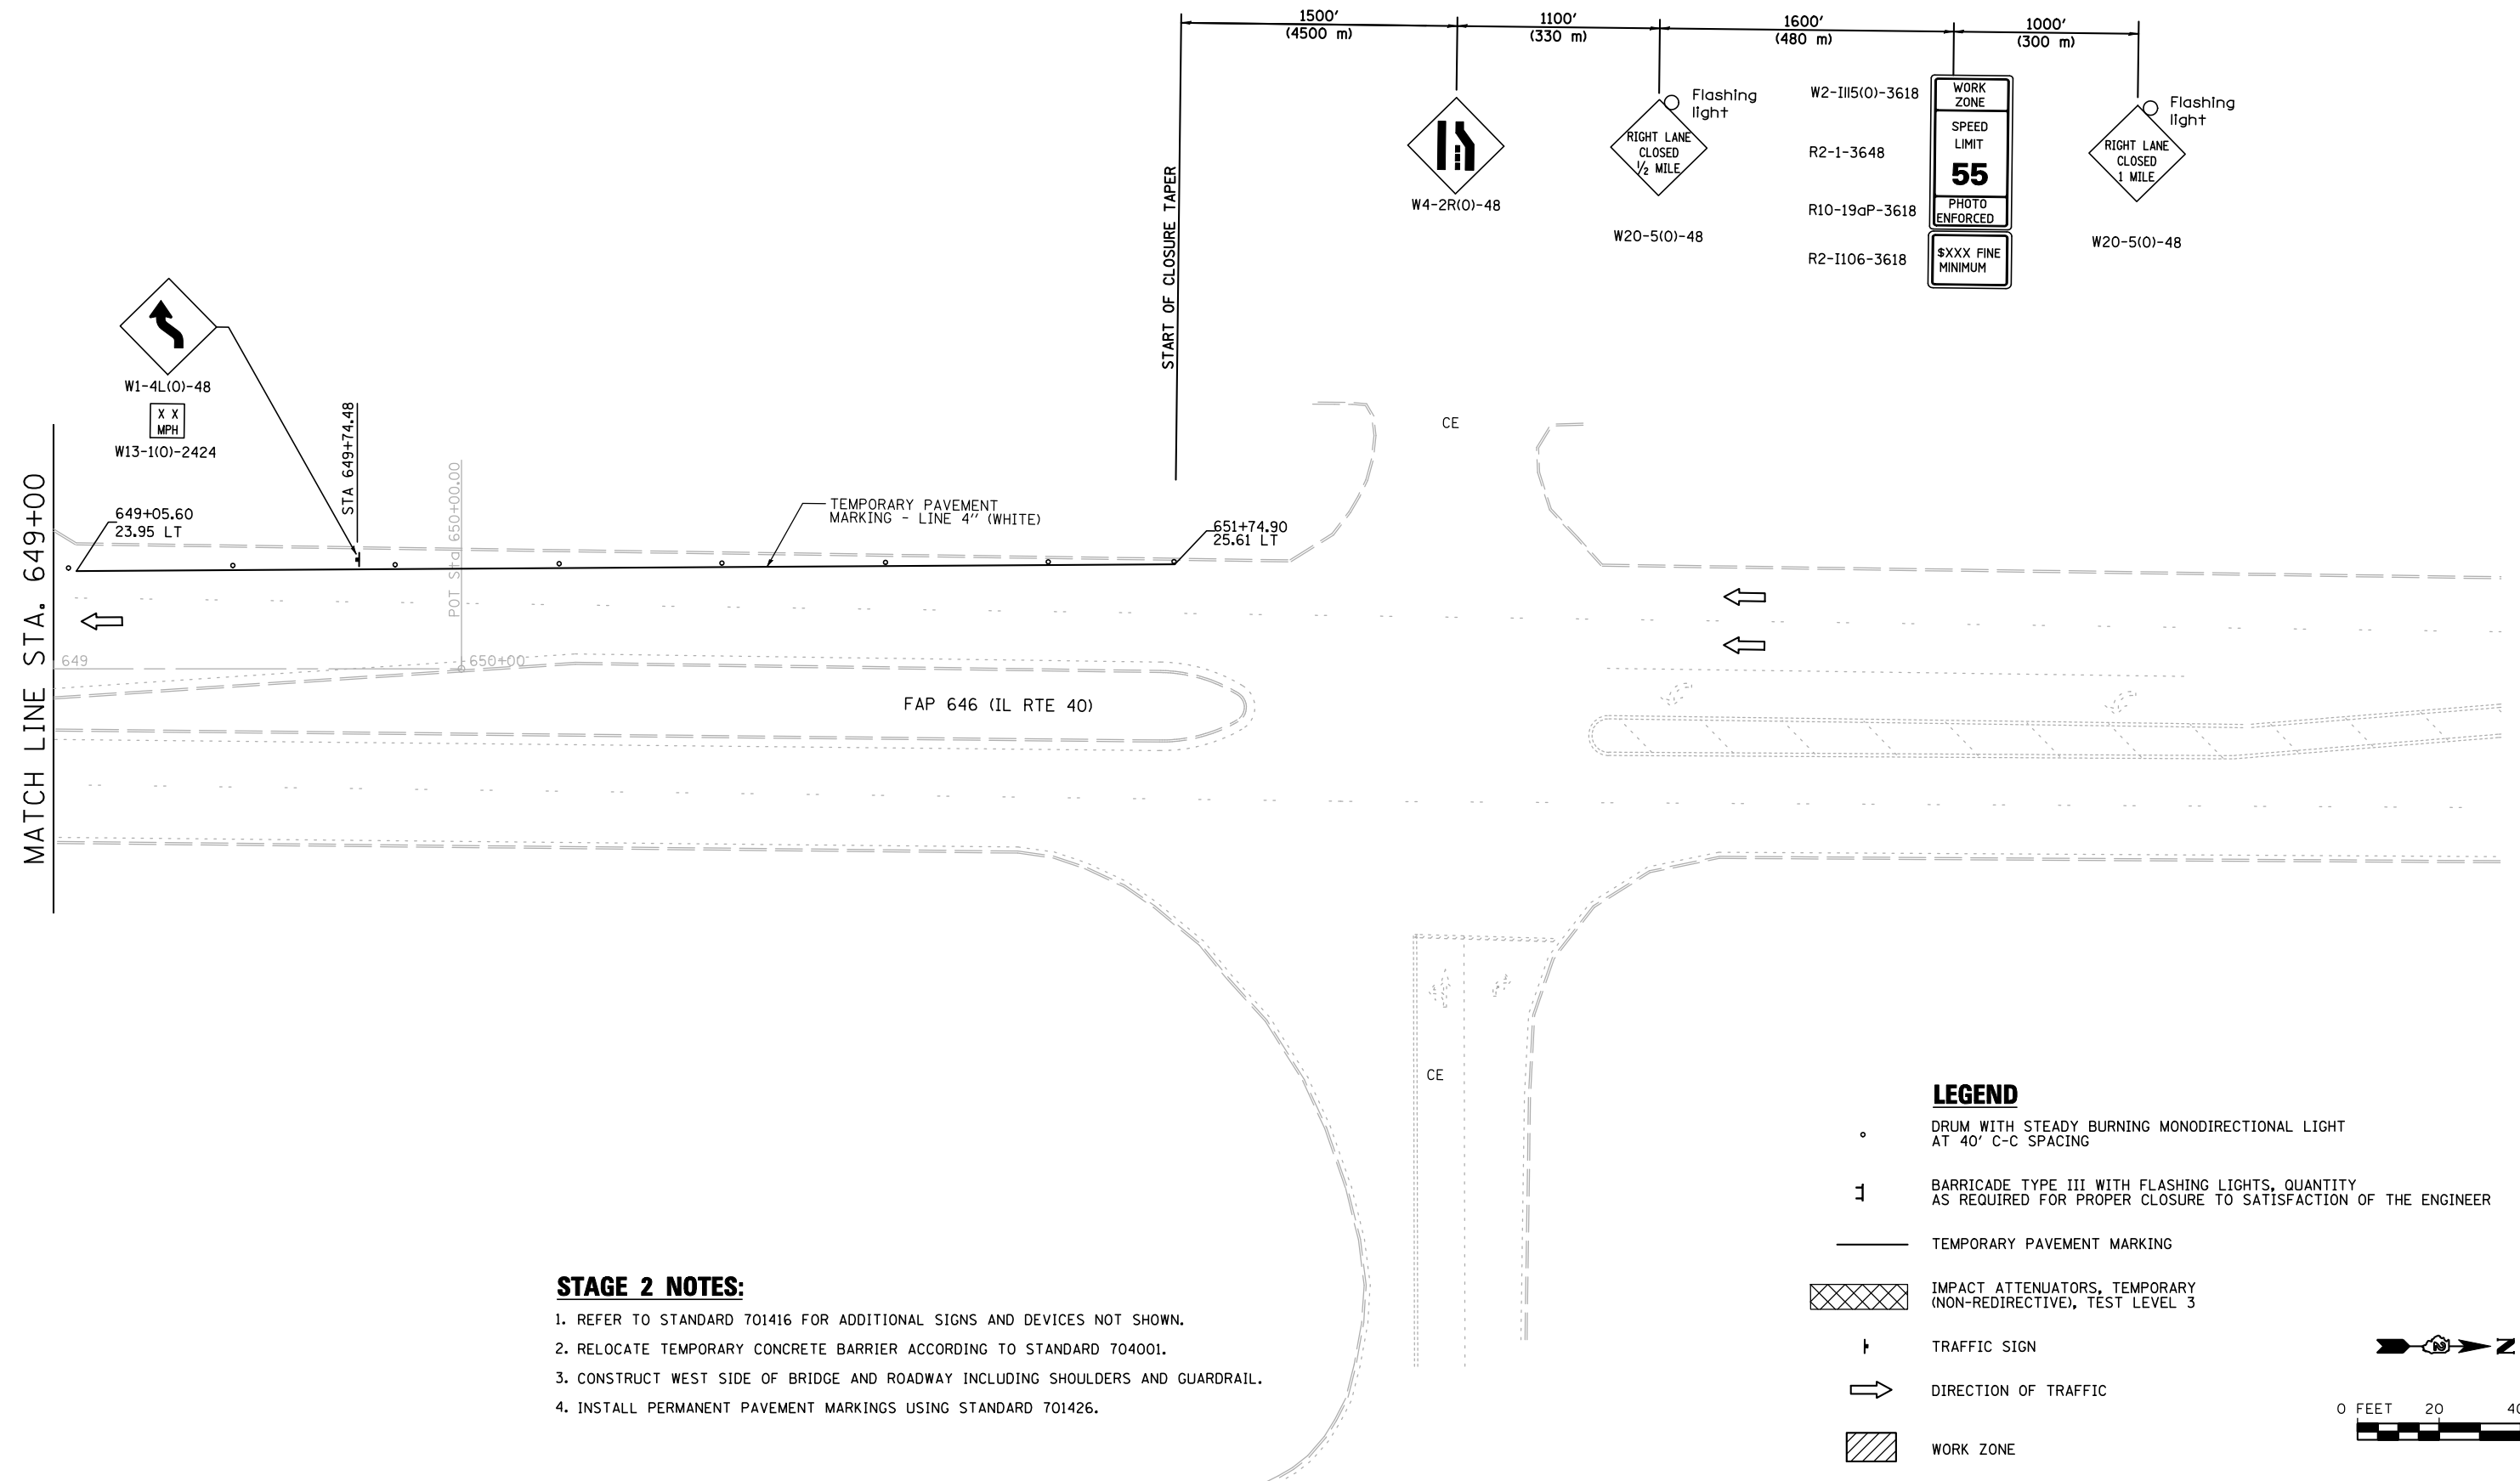 1500'
(4500 m)
1100'
(330 m)
1600'
(480 m)
1000'
(300 m)
START OF CLOSURE TAPER
W4-2R(O)-48
Flashing
light
RIGHT LANE
CLOSED
1/2 MILE
W20-5(O)-48
W2-I115(O)-3618
R2-1-3648
R10-19aP-3618
R2-I106-3618
WORK
ZONE
SPEED
LIMIT
55
PHOTO
ENFORCED
$XXX FINE
MINIMUM
Flashing
light
RIGHT LANE
CLOSED
1 MILE
W20-5(O)-48
W1-4L(O)-48
X X
MPH
W13-1(O)-2424
MATCH LINE STA. 649+00
649+05.60
23.95 LT
STA 649+74.48
POT Sta 650+00.00
TEMPORARY PAVEMENT
MARKING - LINE 4" (WHITE)
651+74.90
25.61 LT
CE
649
650+00
FAP 646 (IL RTE 40)
CE
STAGE 2 NOTES:
1. REFER TO STANDARD 701416 FOR ADDITIONAL SIGNS AND DEVICES NOT SHOWN.
2. RELOCATE TEMPORARY CONCRETE BARRIER ACCORDING TO STANDARD 704001.
3. CONSTRUCT WEST SIDE OF BRIDGE AND ROADWAY INCLUDING SHOULDERS AND GUARDRAIL.
4. INSTALL PERMANENT PAVEMENT MARKINGS USING STANDARD 701426.
LEGEND
DRUM WITH STEADY BURNING MONODIRECTIONAL LIGHT
AT 40' C-C SPACING
BARRICADE TYPE III WITH FLASHING LIGHTS, QUANTITY
AS REQUIRED FOR PROPER CLOSURE TO SATISFACTION OF THE ENGINEER
TEMPORARY PAVEMENT MARKING
IMPACT ATTENUATORS, TEMPORARY
(NON-REDIRECTIVE), TEST LEVEL 3
TRAFFIC SIGN
DIRECTION OF TRAFFIC
WORK ZONE
N
0 FEET 20